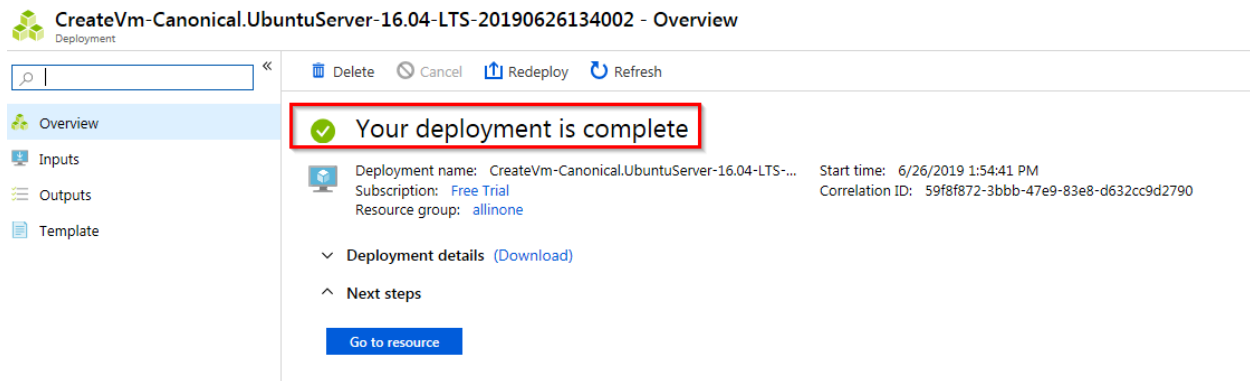 CreateVm-Canonical.UbuntuServer-16.04-LTS-20190626134002 - Overview
Deployment
«
Delete Cancel Redeploy Refresh
Overview
Inputs
Outputs
Template
Your deployment is complete
Deployment name: CreateVm-Canonical.UbuntuServer-16.04-LTS-...
Subscription: Free Trial
Resource group: allinone
Start time: 6/26/2019 1:54:41 PM
Correlation ID: 59f8f872-3bbb-47e9-83e8-d632cc9d2790
Deployment details (Download)
Next steps
Go to resource